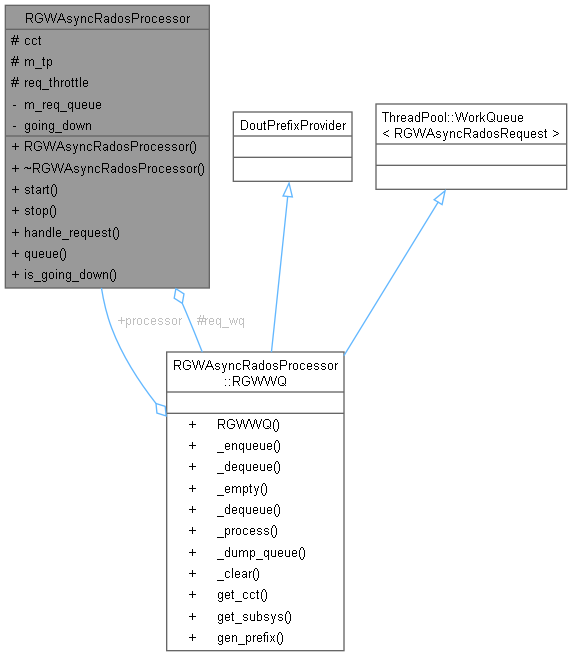 RGWAsyncRadosProcessor
# cct
# m_tp
# req_throttle
- m_req_queue
- going_down
+ RGWAsyncRadosProcessor()
+ ~RGWAsyncRadosProcessor()
+ start()
+ stop()
+ handle_request()
+ queue()
+ is_going_down()
DoutPrefixProvider
ThreadPool::WorkQueue
< RGWAsyncRadosRequest >
+processor
#req_wq
RGWAsyncRadosProcessor
::RGWWQ
+ RGWWQ()
+ _enqueue()
+ _dequeue()
+ _empty()
+ _dequeue()
+ _process()
+ _dump_queue()
+ _clear()
+ get_cct()
+ get_subsys()
+ gen_prefix()